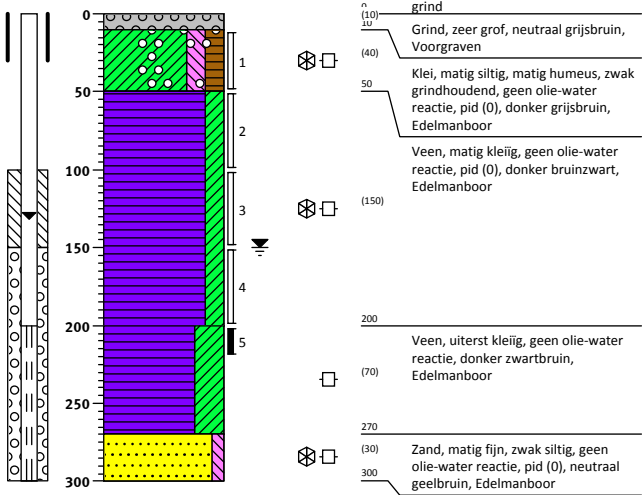 0
50
100
150
200
250
300
1
2
3
4
5
0
grind
(10)
10
Grind, zeer grof, neutraal grijsbruin,
Voorgraven
(40)
50
Klei, matig siltig, matig humeus, zwak
grindhoudend, geen olie-water
reactie, pid (0), donker grijsbruin,
Edelmanboor
Veen, matig kleiïg, geen olie-water
reactie, pid (0), donker bruinzwart,
Edelmanboor
(150)
200
Veen, uiterst kleiïg, geen olie-water
reactie, donker zwartbruin,
Edelmanboor
(70)
270
(30)
Zand, matig fijn, zwak siltig, geen
olie-water reactie, pid (0), neutraal
geelbruin, Edelmanboor
300